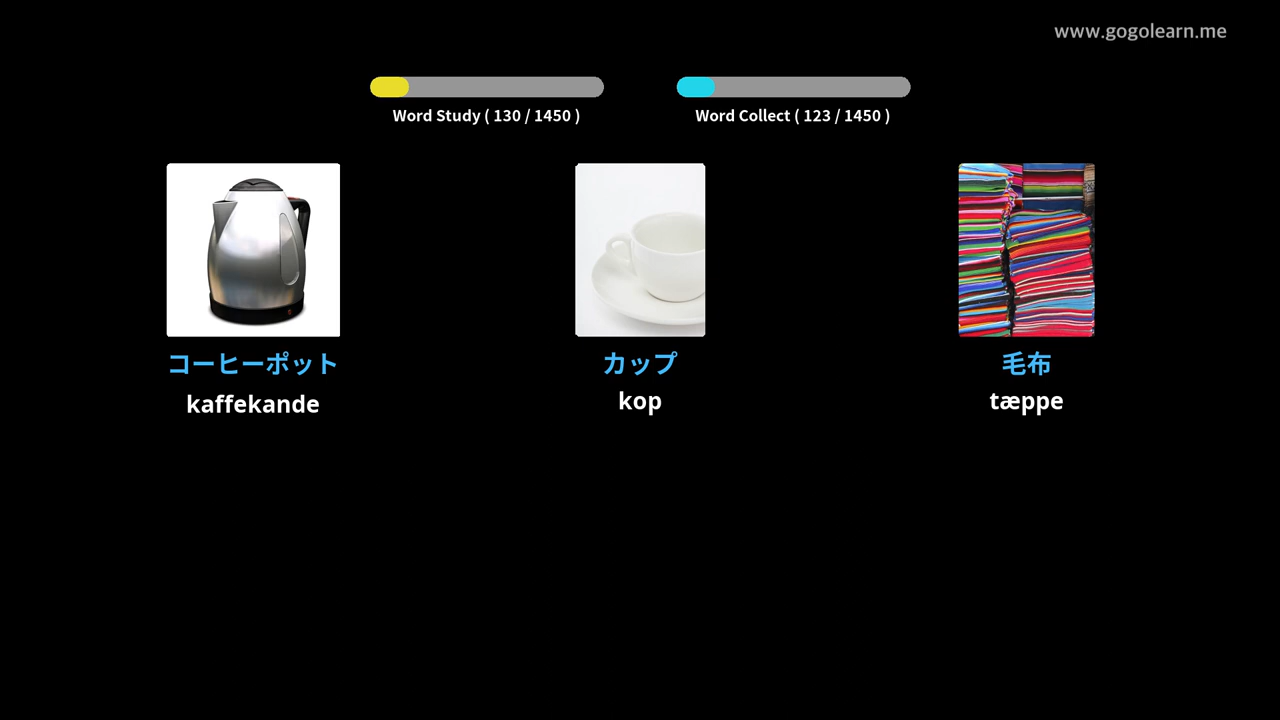 www.gogolearn.me
Word Study ( 130 / 1450 )
Word Collect ( 123 / 1450 )
コーヒーポット
kaffekande
カップ
kop
毛布
tæppe